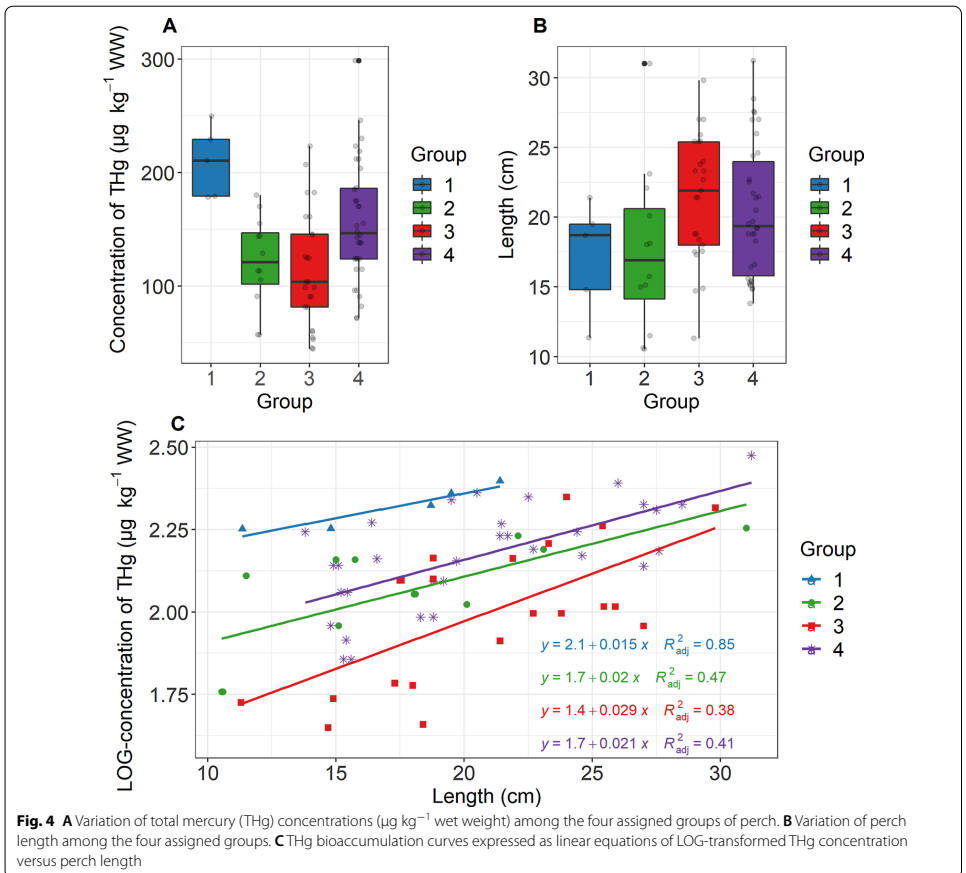 A
Concentration of THg (µg kg⁻¹ WW)
300
200
100
1 2 3 4
Group
Group
1
2
3
4
B
Length (cm)
30
25
20
15
10
1 2 3 4
Group
Group
1
2
3
4
C
LOG-concentration of THg (µg kg⁻¹ WW)
2.50
2.25
2.00
1.75
y = 2.1 + 0.015 x R²adj = 0.85
y = 1.7 + 0.02 x R²adj = 0.47
y = 1.4 + 0.029 x R²adj = 0.38
y = 1.7 + 0.021 x R²adj = 0.41
10 15 20 25 30
Length (cm)
Group
1
2
3
4
Fig. 4 A Variation of total mercury (THg) concentrations (µg kg⁻¹ wet weight) among the four assigned groups of perch. B Variation of perch
length among the four assigned groups. C THg bioaccumulation curves expressed as linear equations of LOG-transformed THg concentration
versus perch length